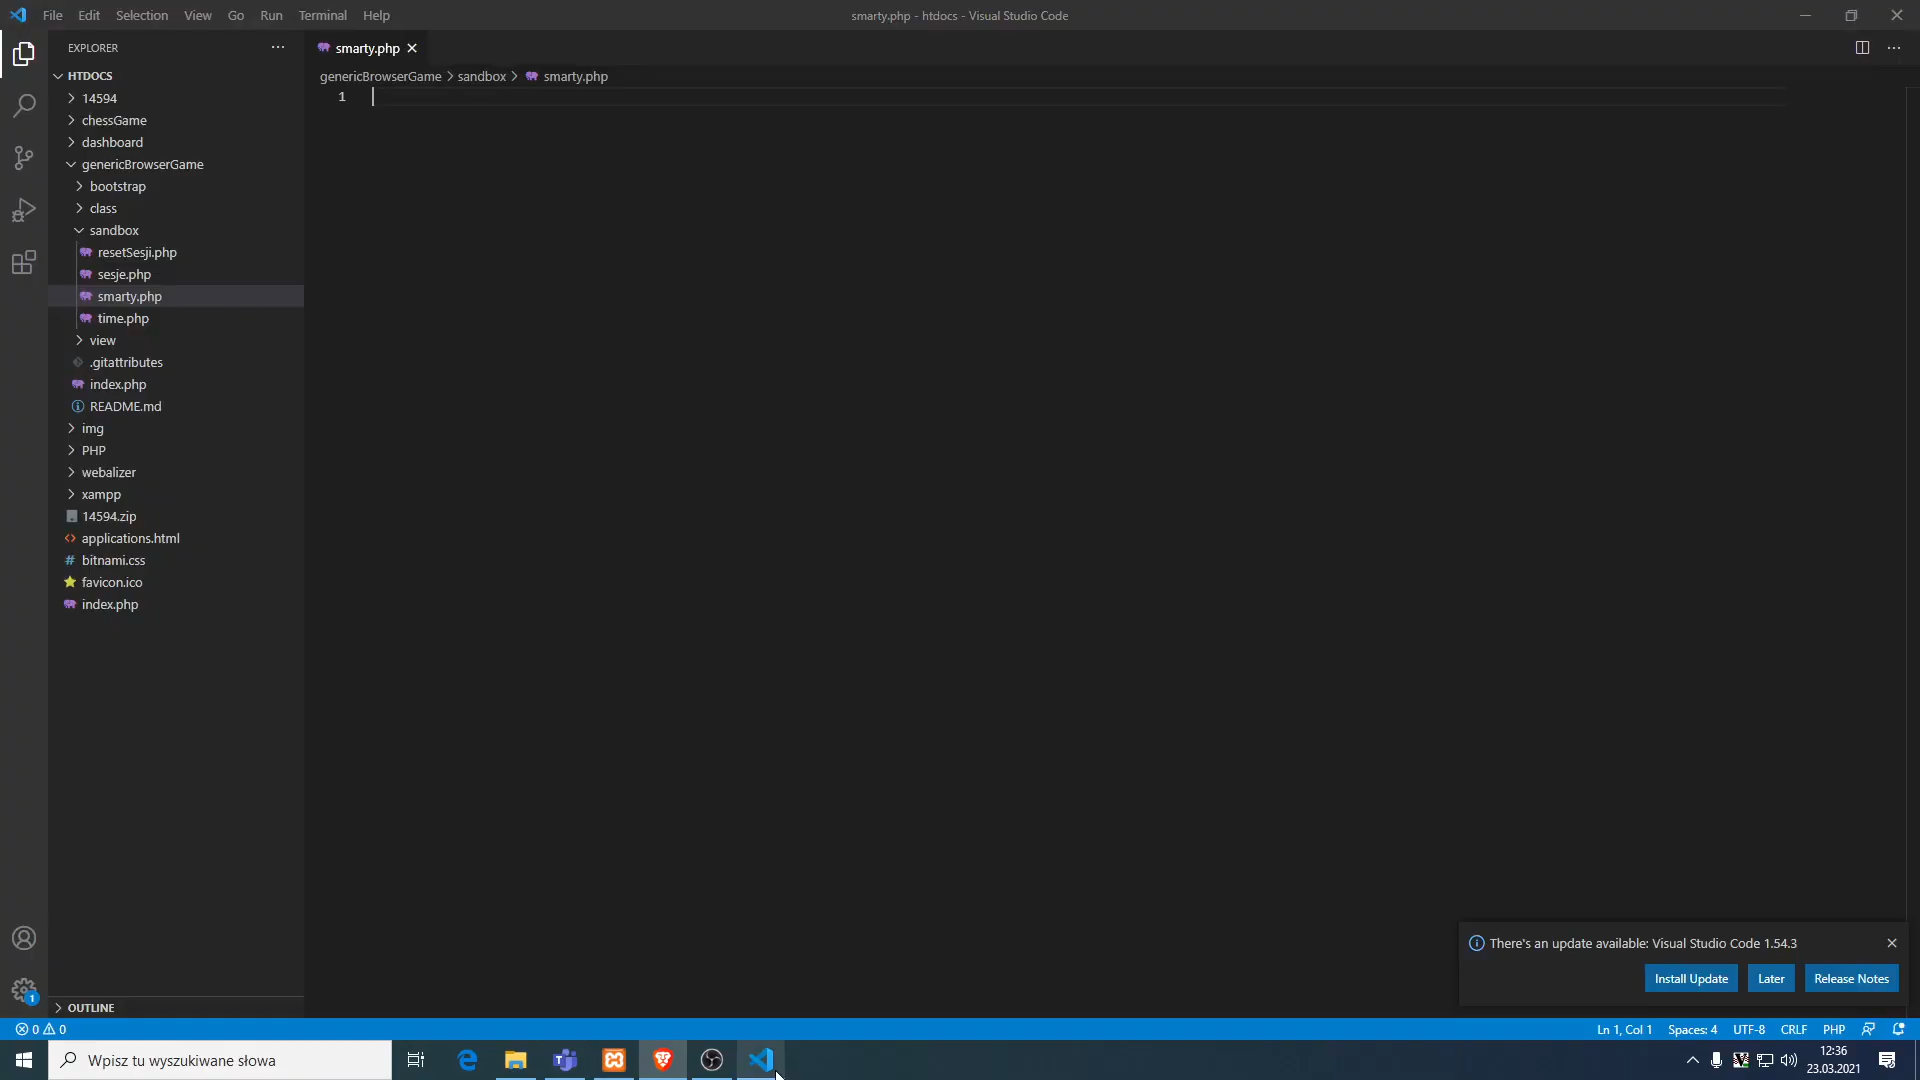 File Edit Selection View Go Run Terminal Help
smarty.php - htdocs - Visual Studio Code
EXPLORER
smarty.php
HTDOCS
genericBrowserGame > sandbox > smarty.php
1
14594
chessGame
dashboard
genericBrowserGame
bootstrap
class
sandbox
resetSesji.php
sesje.php
smarty.php
time.php
view
.gitattributes
index.php
README.md
img
PHP
webalizer
xampp
14594.zip
applications.html
bitnami.css
favicon.ico
index.php
There's an update available: Visual Studio Code 1.54.3
Install Update Later Release Notes
1
OUTLINE
0 0
Ln 1, Col 1 Spaces: 4 UTF-8 CRLF PHP
Wpisz tu wyszukiwane słowa
12:36
23.03.2021